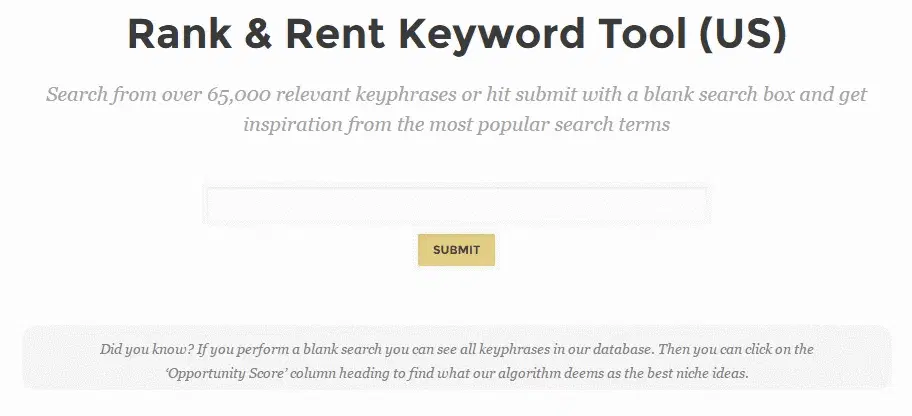 Rank & Rent Keyword Tool (US)
Search from over 65,000 relevant keyphrases or hit submit with a blank search box and get
inspiration from the most popular search terms
SUBMIT
Did you know? If you perform a blank search you can see all keyphrases in our database. Then you can click on the
‘Opportunity Score’ column heading to find what our algorithm deems as the best niche ideas.